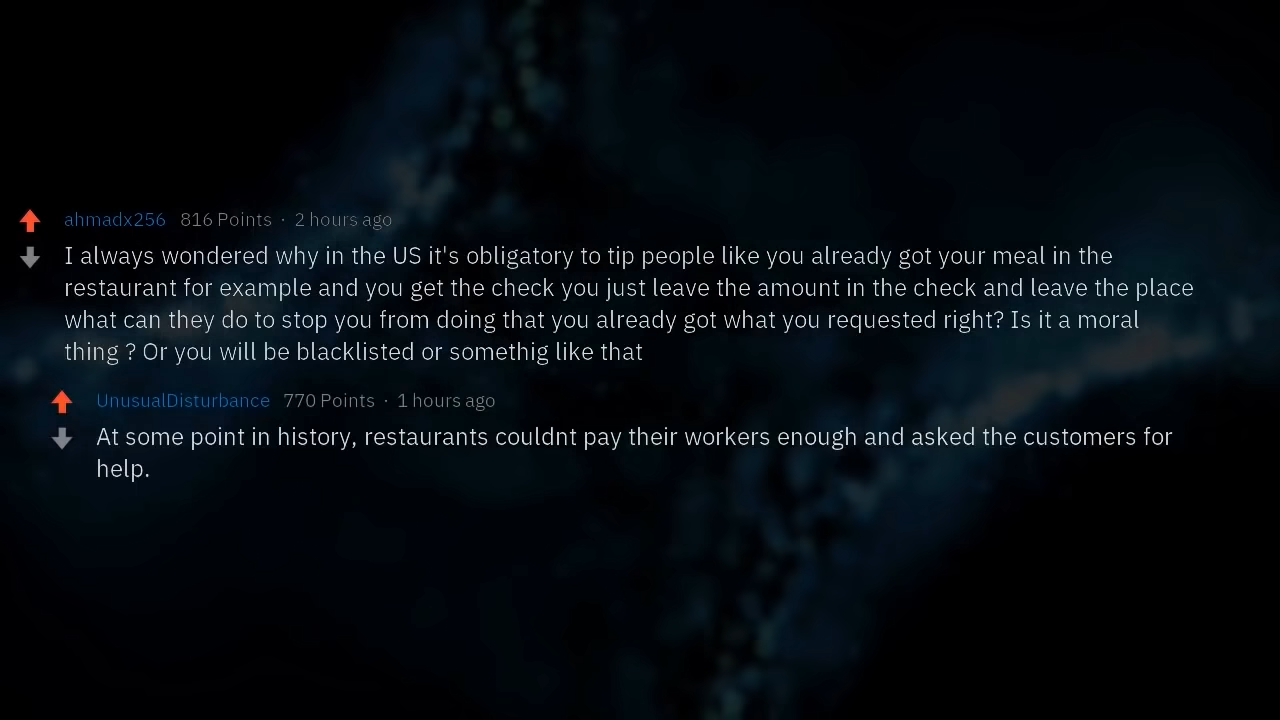 ahmadx256 816 Points · 2 hours ago
I always wondered why in the US it's obligatory to tip people like you already got your meal in the
restaurant for example and you get the check you just leave the amount in the check and leave the place
what can they do to stop you from doing that you already got what you requested right? Is it a moral
thing ? Or you will be blacklisted or somethig like that
UnusualDisturbance 770 Points · 1 hours ago
At some point in history, restaurants couldnt pay their workers enough and asked the customers for
help.